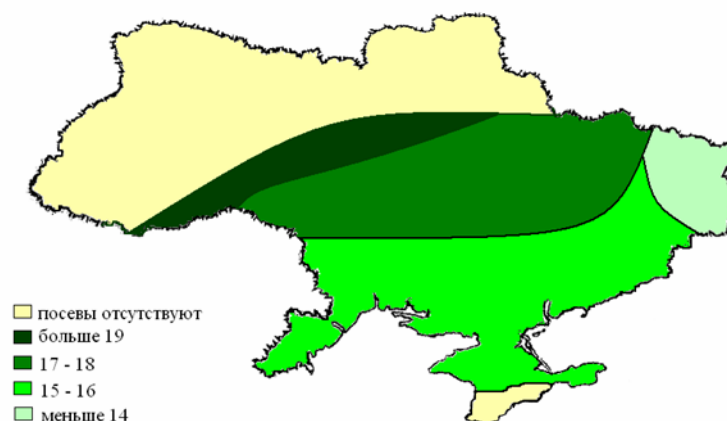 посевы отсутствуют
больше 19
17 - 18
15 - 16
меньше 14